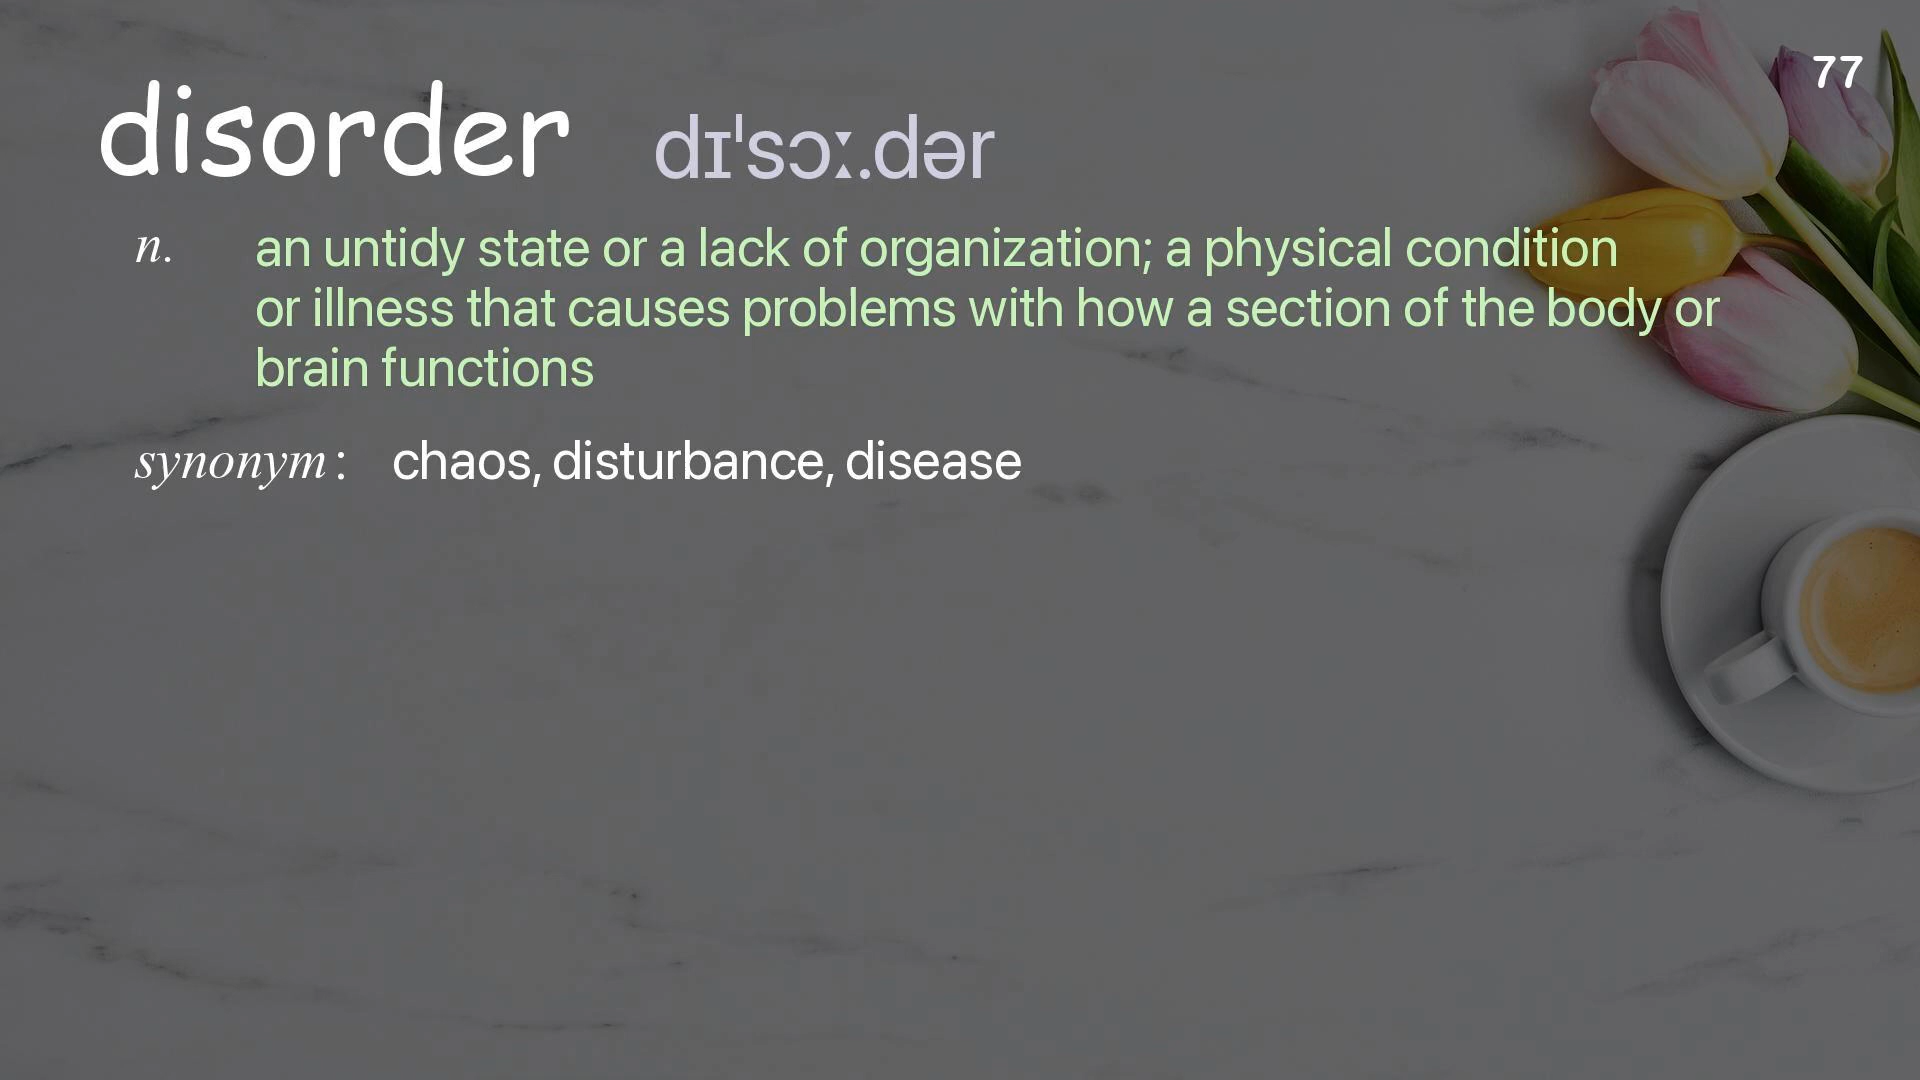 77
disorder dɪˈsɔː.dər
n. an untidy state or a lack of organization; a physical condition
or illness that causes problems with how a section of the body or
brain functions
synonym: chaos, disturbance, disease